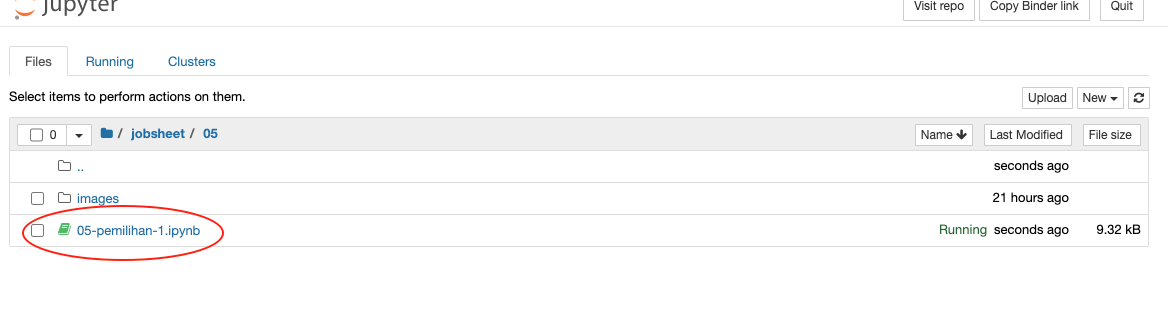 jupyter
Visit repo Copy Binder link Quit
Files Running Clusters
Select items to perform actions on them.
Upload New
0 / jobsheet / 05 Name Last Modified File size
.. seconds ago
images 21 hours ago
05-pemilihan-1.ipynb Running seconds ago 9.32 kB